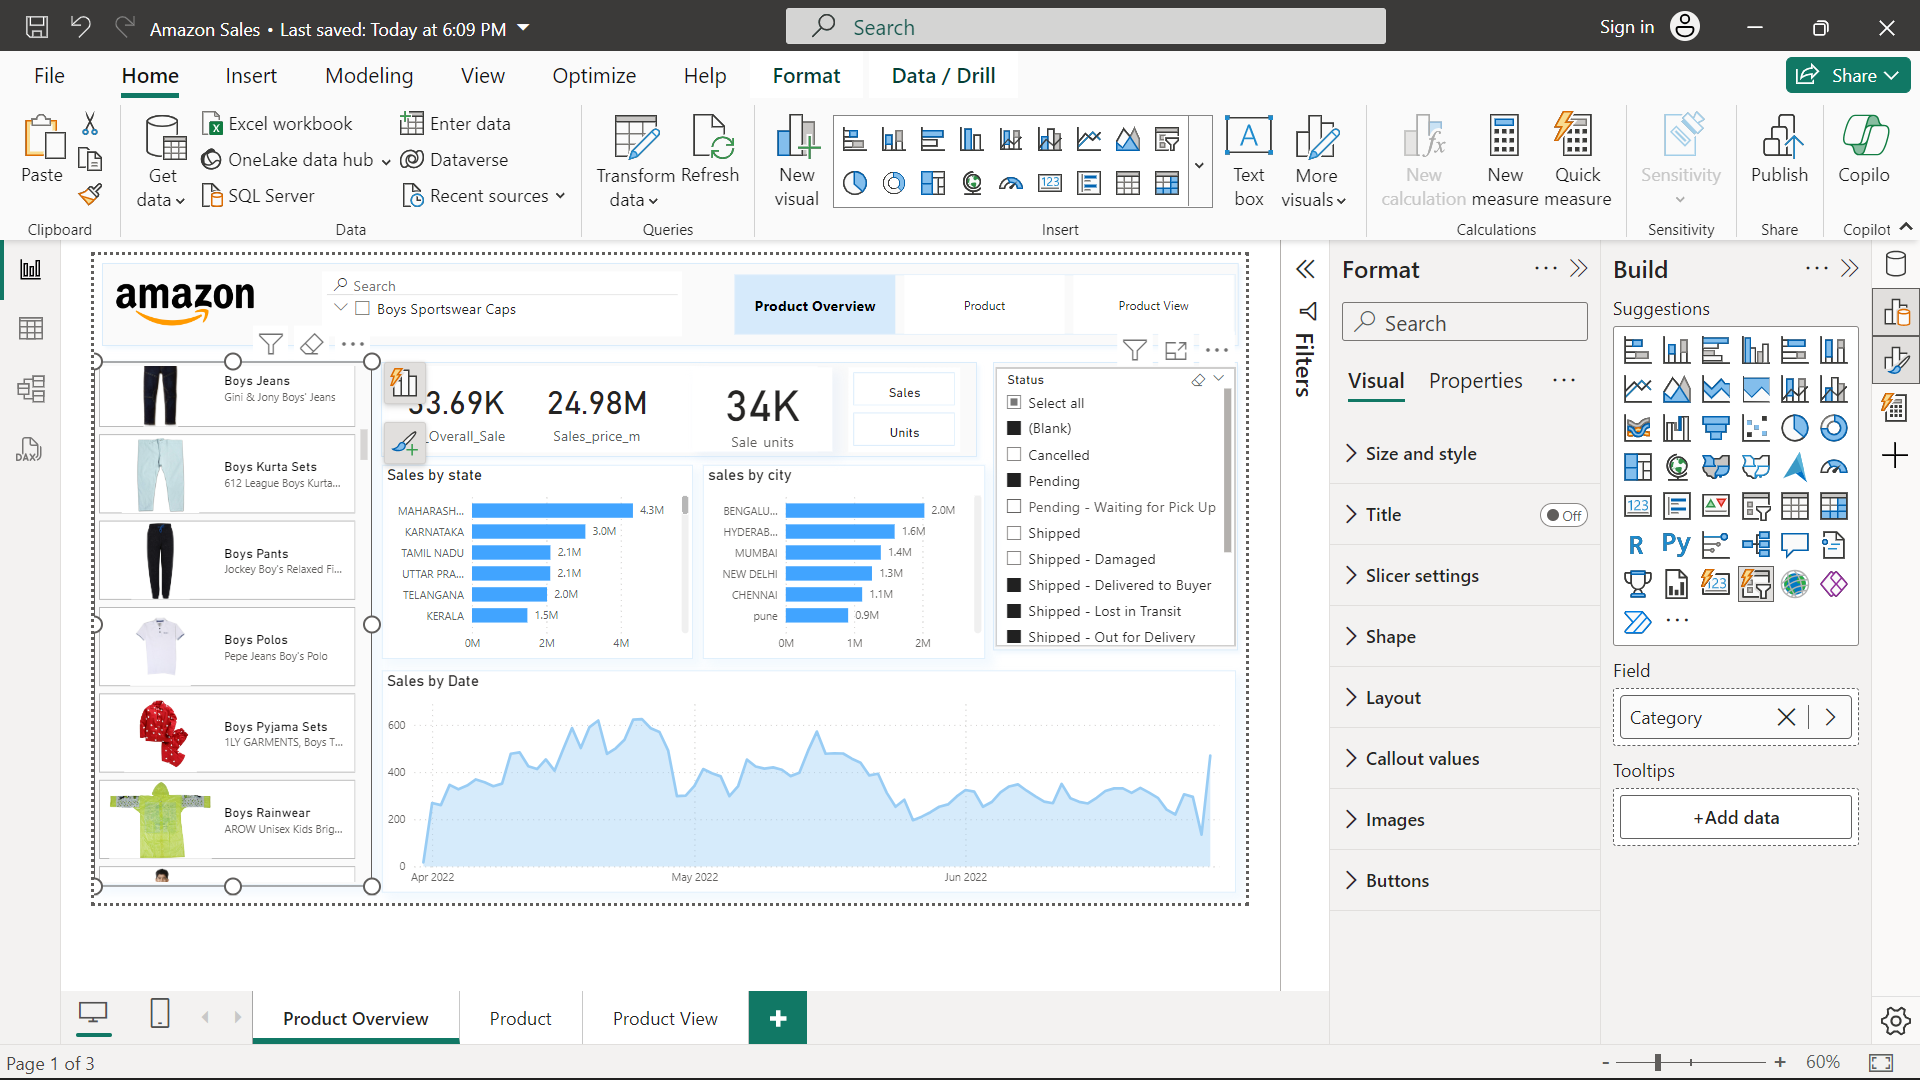 Amazon Sales • Last saved: Today at 6:09 PM
Search
Sign in
File
Home
Insert
Modeling
View
Optimize
Help
Format
Data / Drill
Share
Paste
Clipboard
Get data
Excel workbook
OneLake data hub
SQL Server
Enter data
Dataverse
Recent sources
Data
Transform data
Refresh
Queries
New visual
Text box
More visuals
Insert
New calculation
New measure
Quick measure
Calculations
Sensitivity
Sensitivity
Publish
Share
Copilo
Copilot
amazon
Search
Boys Sportswear Caps
Product Overview
Product
Product View
Boys Jeans
Gini & Jony Boys' Jeans
Boys Kurta Sets
612 League Boys Kurta...
Boys Pants
Jockey Boy's Relaxed Fi...
Boys Polos
Pepe Jeans Boy's Polo
Boys Pyjama Sets
1LY GARMENTS, Boys T...
Boys Rainwear
AROW Unisex Kids Brig...
33.69K
_Overall_Sale
24.98M
Sales_price_m
34K
Sale units
Sales
Units
Sales by state
MAHARASH... 4.3M
KARNATAKA 3.0M
TAMIL NADU 2.1M
UTTAR PRA... 2.1M
TELANGANA 2.0M
KERALA 1.5M
0M 2M 4M
sales by city
BENGALU... 2.0M
HYDERAB... 1.6M
MUMBAI 1.4M
NEW DELHI 1.3M
CHENNAI 1.1M
pune 0.9M
0M 1M 2M
Status
Select all
(Blank)
Cancelled
Pending
Pending - Waiting for Pick Up
Shipped
Shipped - Damaged
Shipped - Delivered to Buyer
Shipped - Lost in Transit
Shipped - Out for Delivery
Sales by Date
600
400
200
0
Apr 2022 May 2022 Jun 2022
Filters
Format
Search
Visual
Properties
Size and style
Title
Off
Slicer settings
Shape
Layout
Callout values
Images
Buttons
Build
Suggestions
123
R
Py
123
Field
Category
Tooltips
+Add data
DAX
Product Overview
Product
Product View
Page 1 of 3
- + 60%